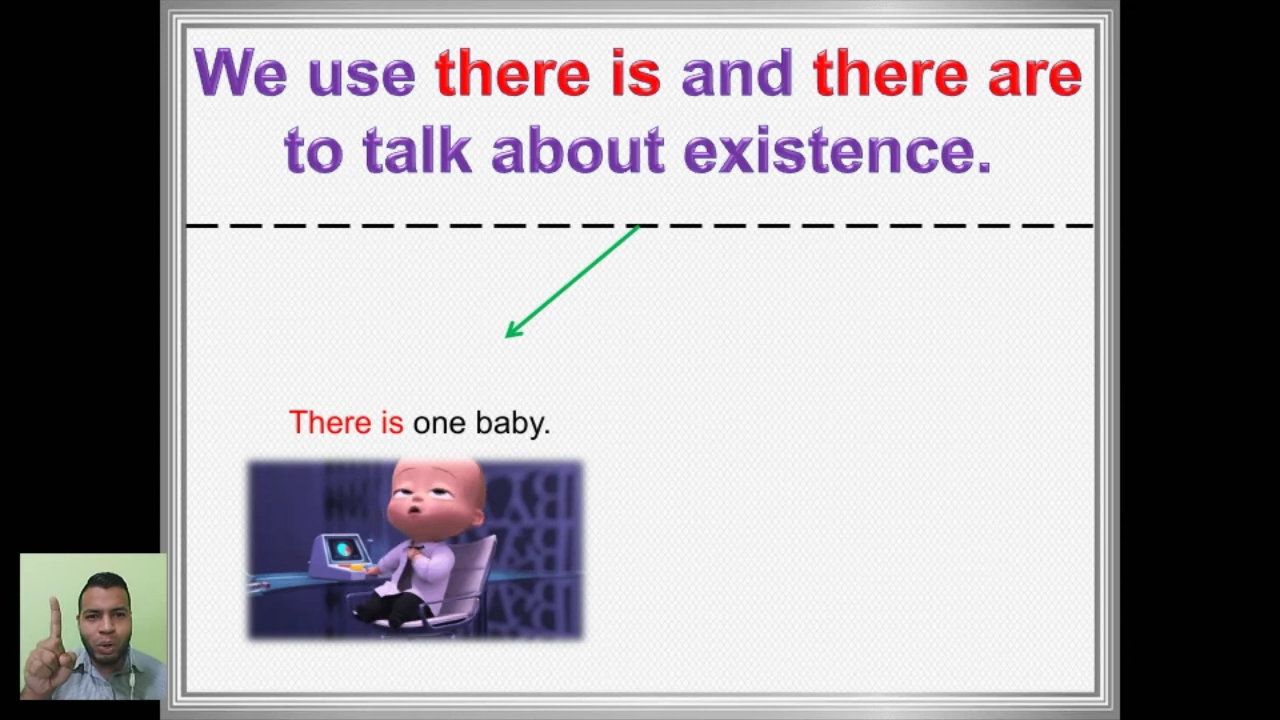 We use there is and there are
to talk about existence.
There is one baby.